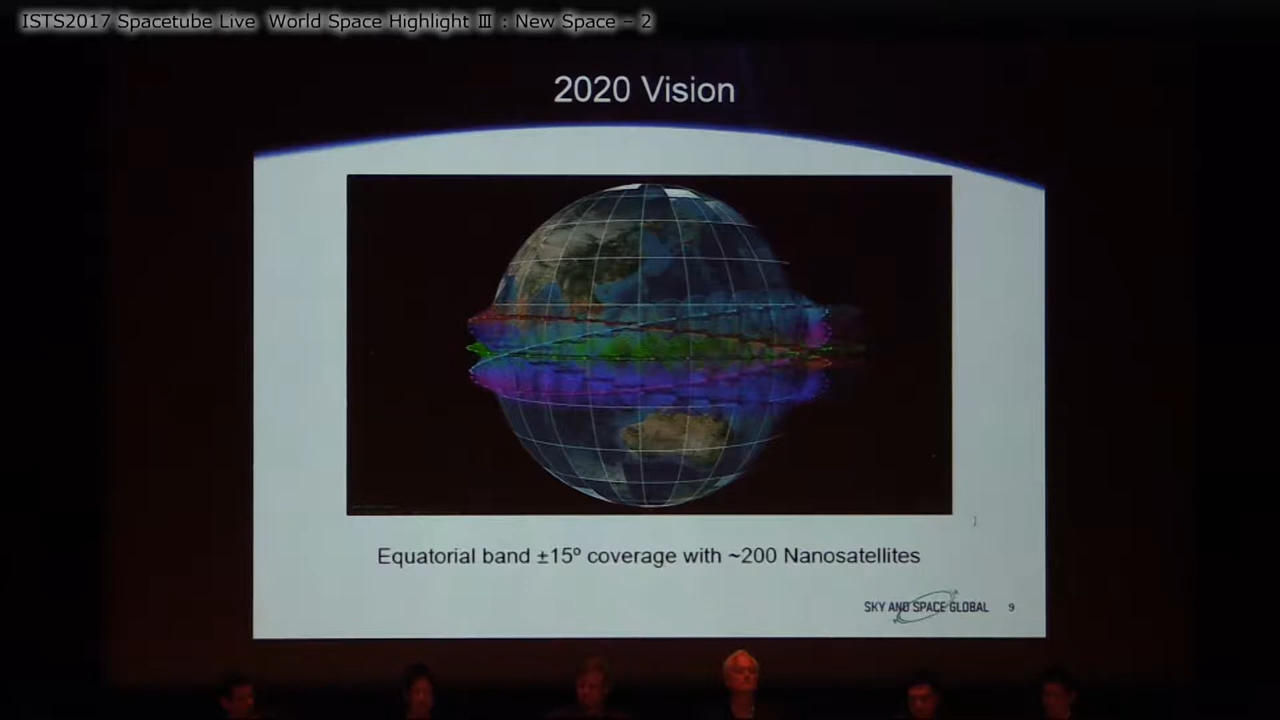 ISTS2017 Spacetube Live World Space Highlight Ⅲ : New Space – 2
2020 Vision
Equatorial band ±15º coverage with ~200 Nanosatellites
SKY AND SPACE GLOBAL
9